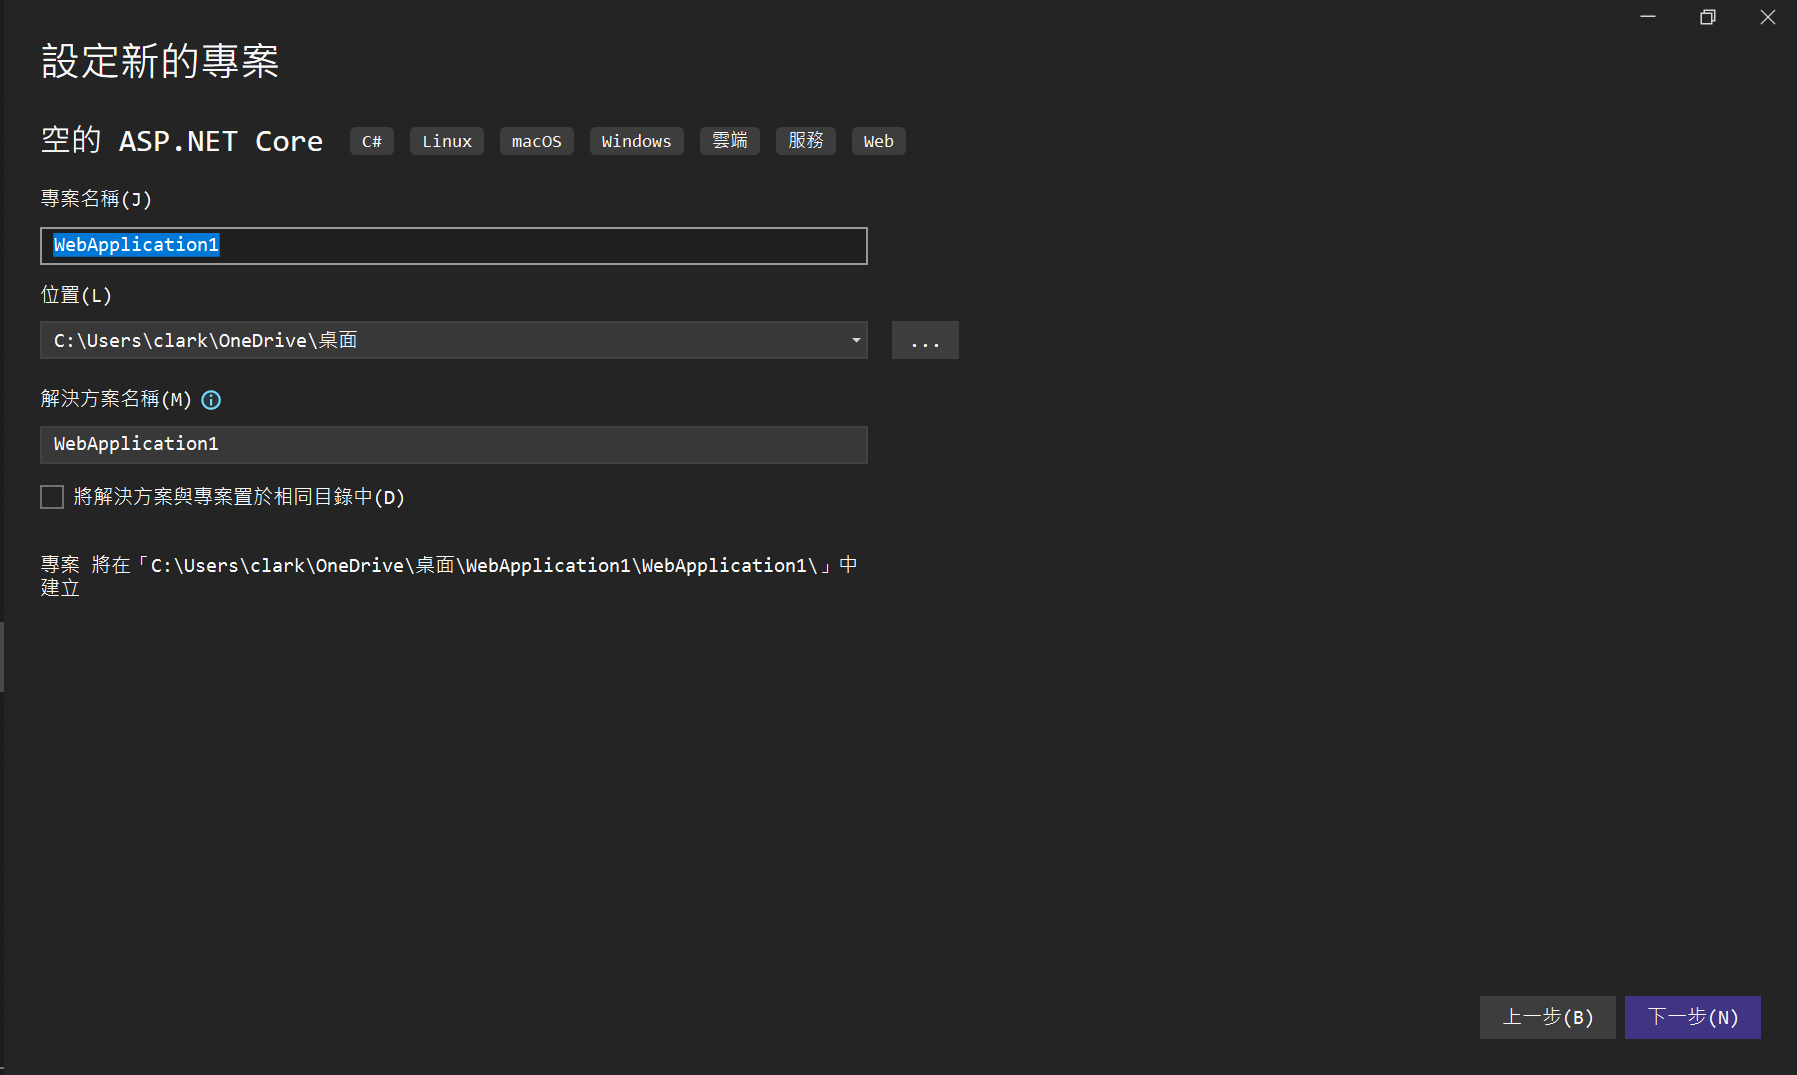 設定新的專案
空的 ASP.NET Core C# Linux macOS Windows 雲端 服務 Web
專案名稱(J)
WebApplication1
位置(L)
C:\Users\clark\OneDrive\桌面 ...
解決方案名稱(M)
WebApplication1
將解決方案與專案置於相同目錄中(D)
專案 將在「C:\Users\clark\OneDrive\桌面\WebApplication1\WebApplication1\」中
建立
上一步(B) 下一步(N)